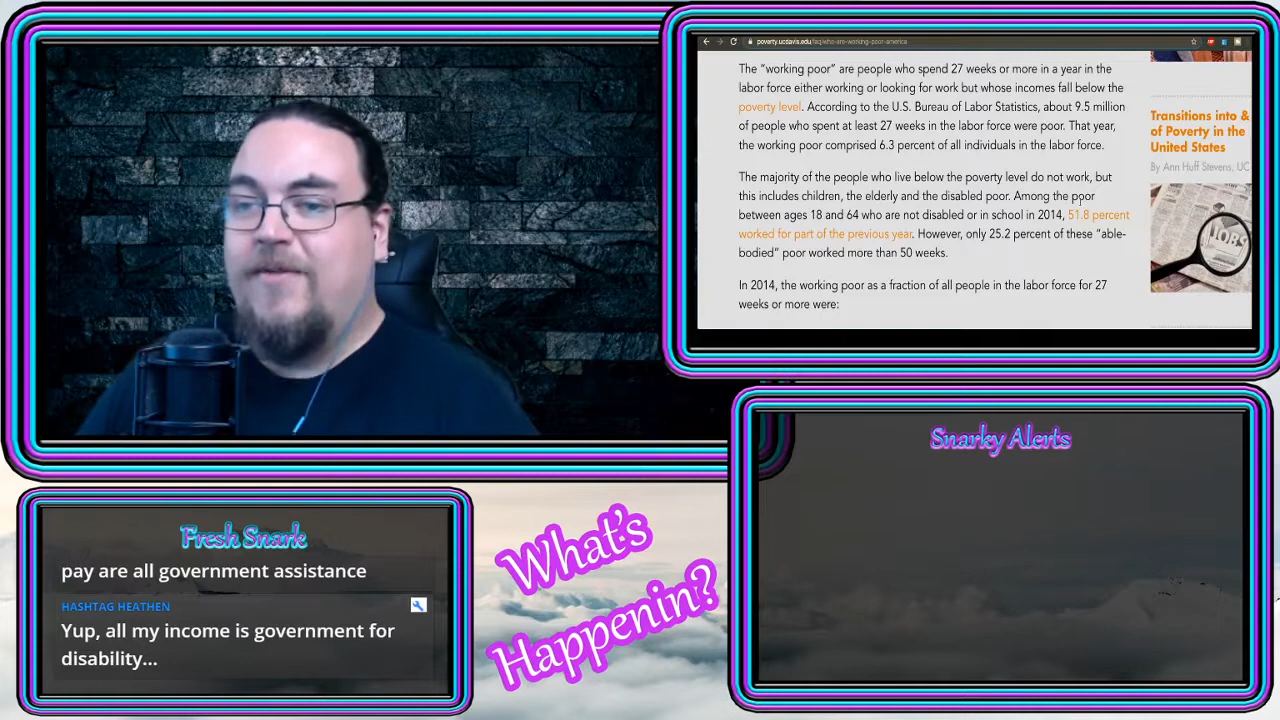 poverty.ucdavis.edu/faq/who-are-working-poor-america
The “working poor” are people who spend 27 weeks or more in a year in the
labor force either working or looking for work but whose incomes fall below the
poverty level. According to the U.S. Bureau of Labor Statistics, about 9.5 million
of people who spent at least 27 weeks in the labor force were poor. That year,
the working poor comprised 6.3 percent of all individuals in the labor force.
The majority of the people who live below the poverty level do not work, but
this includes children, the elderly and the disabled poor. Among the poor
between ages 18 and 64 who are not disabled or in school in 2014, 51.8 percent
worked for part of the previous year. However, only 25.2 percent of these “able-
bodied” poor worked more than 50 weeks.
In 2014, the working poor as a fraction of all people in the labor force for 27
weeks or more were:
Transitions into &
of Poverty in the
United States
By Ann Huff Stevens, UC
JOBS
Snarky Alerts
Fresh Snark
pay are all government assistance
HASHTAG HEATHEN
Yup, all my income is government for
disability...
What's
Happenin?